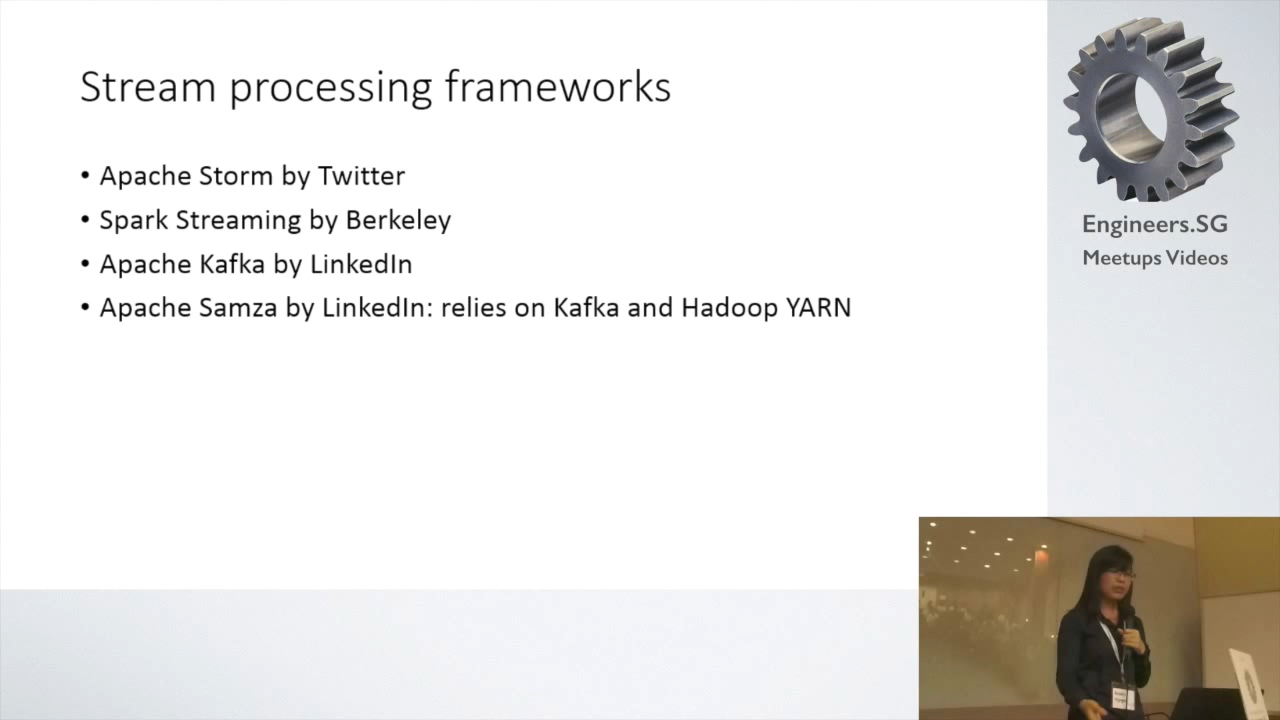 Stream processing frameworks
• Apache Storm by Twitter
• Spark Streaming by Berkeley
• Apache Kafka by LinkedIn
• Apache Samza by LinkedIn: relies on Kafka and Hadoop YARN
Engineers.SG
Meetups Videos